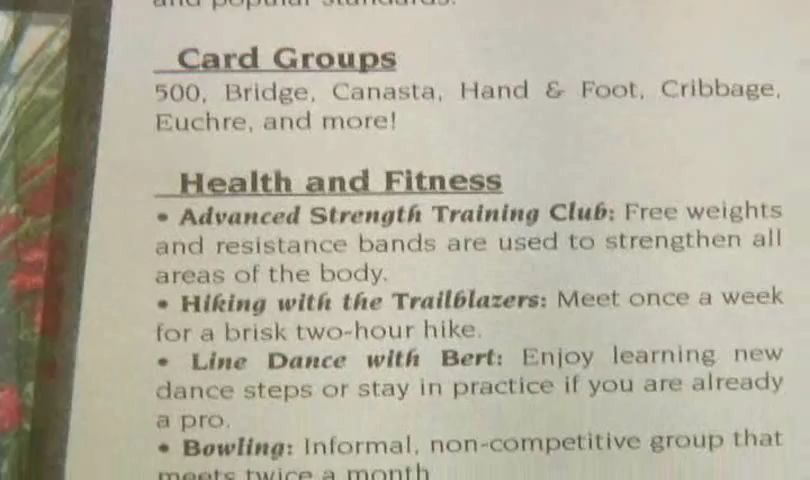 and popular standards.
Card Groups
500, Bridge, Canasta, Hand & Foot, Cribbage,
Euchre, and more!
Health and Fitness
• Advanced Strength Training Club: Free weights
and resistance bands are used to strengthen all
areas of the body.
• Hiking with the Trailblazers: Meet once a week
for a brisk two-hour hike.
• Line Dance with Bert: Enjoy learning new
dance steps or stay in practice if you are already
a pro.
• Bowling: Informal, non-competitive group that
meets twice a month